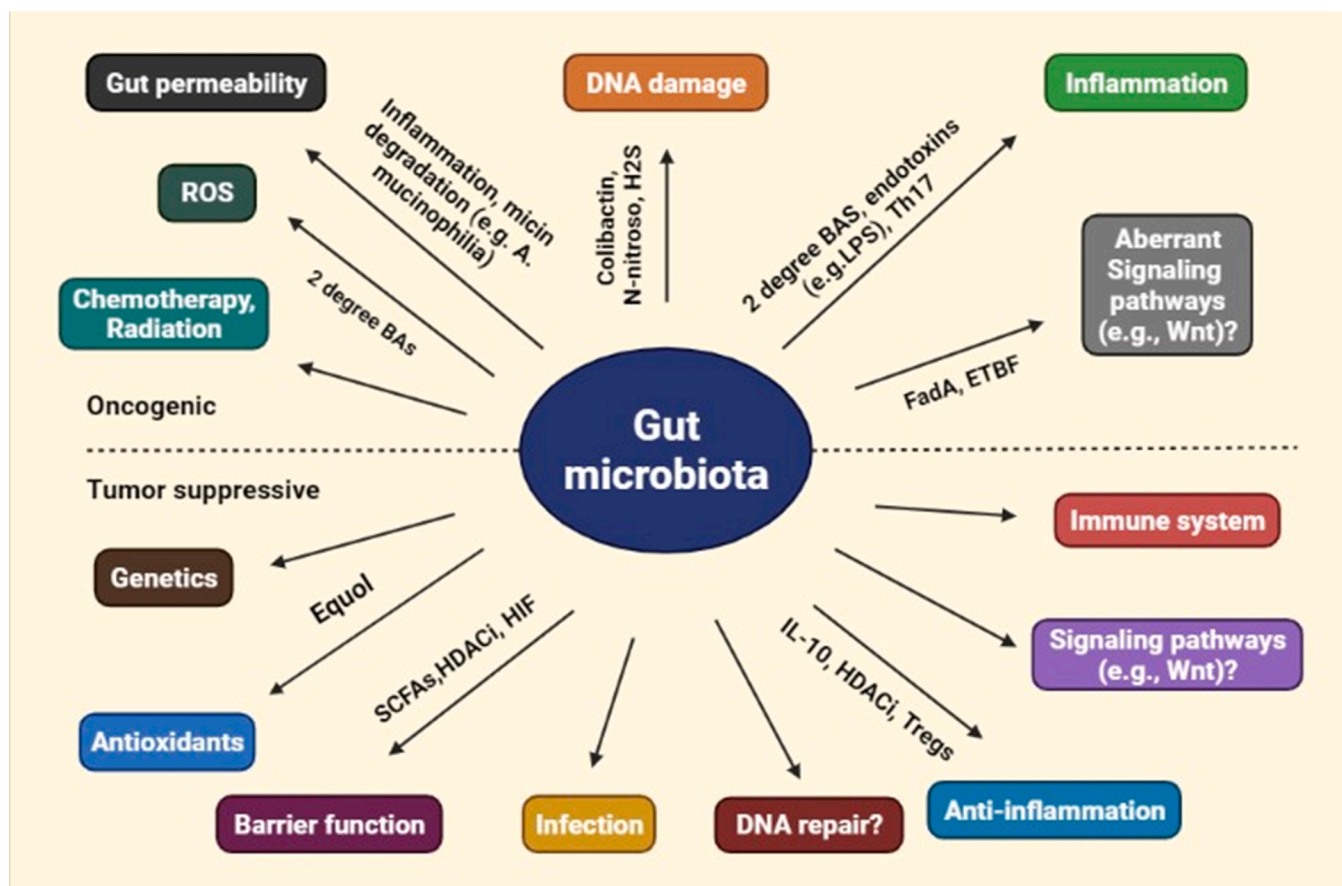 Gut permeability
DNA damage
Inflammation
Inflammation, micin
degradation (e.g. A.
mucinophilia)
Colibactin,
N-nitroso, H2S
2 degree BAS, endotoxins
(e.g.LPS), Th17
ROS
2 degree BAs
Aberrant
Signaling
pathways
(e.g., Wnt)?
Chemotherapy,
Radiation
FadA, ETBF
Oncogenic
Gut
microbiota
Tumor suppressive
Immune system
Genetics
Equol
SCFAs,HDACi, HIF
IL-10, HDACi, Tregs
Signaling pathways
(e.g., Wnt)?
Antioxidants
Barrier function
Infection
DNA repair?
Anti-inflammation